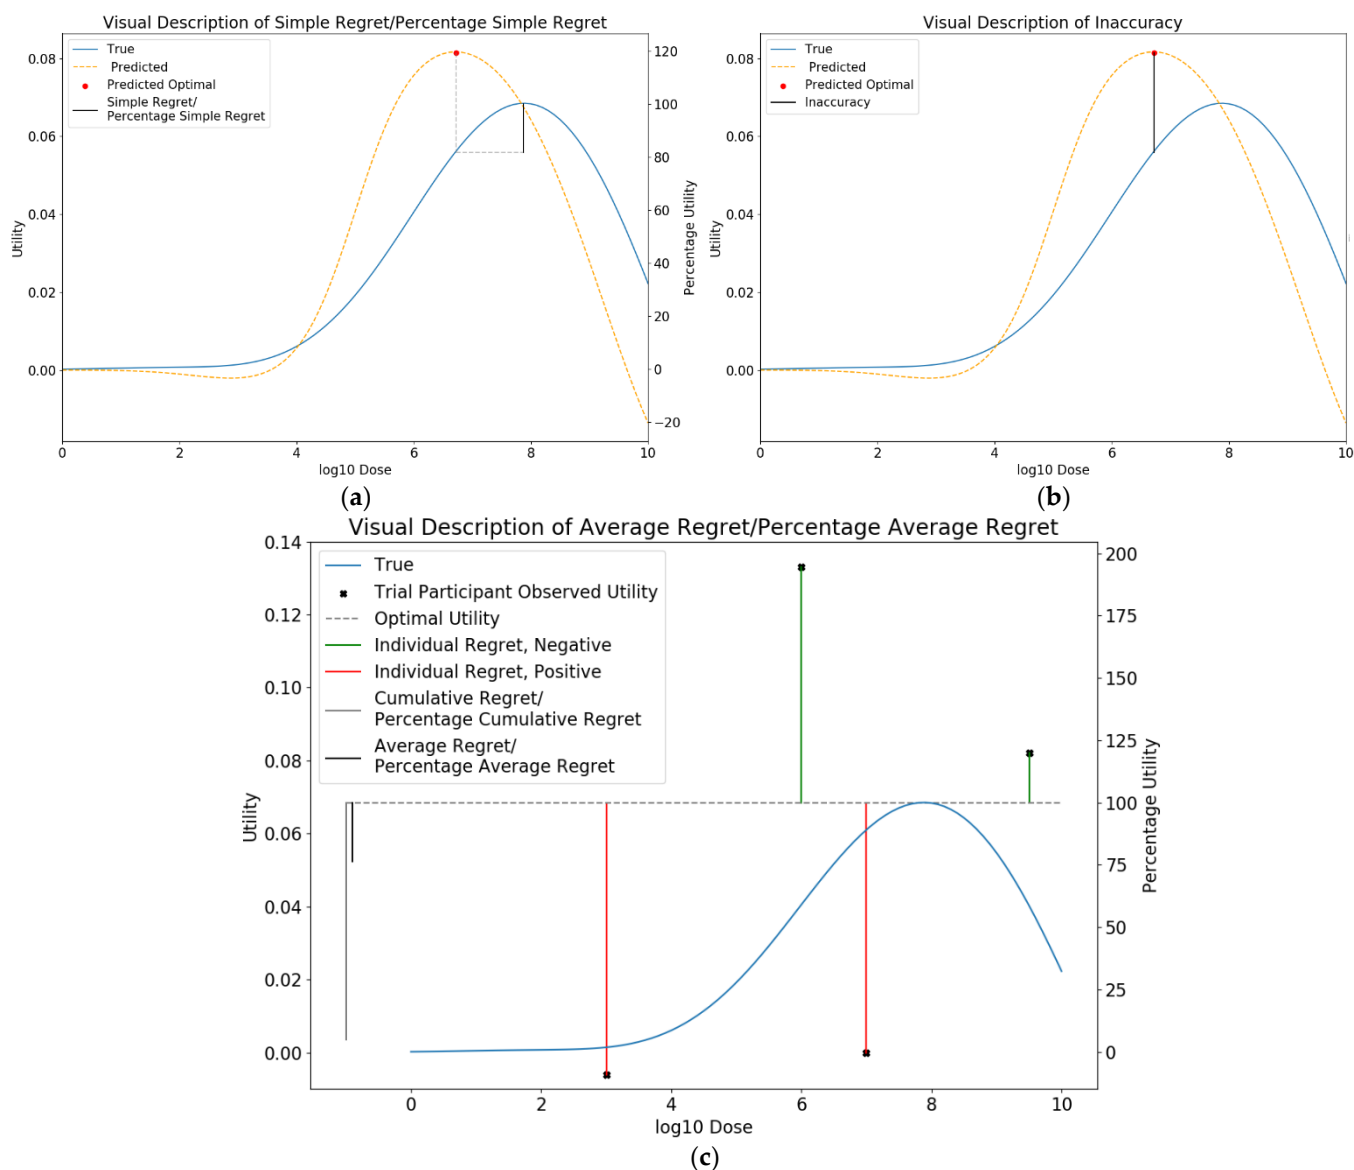 Visual Description of Simple Regret/Percentage Simple Regret
True
Predicted
Predicted Optimal
Simple Regret/
Percentage Simple Regret
0.08
0.06
0.04
0.02
0.00
Utility
120
100
80
60
40
20
0
−20
Percentage Utility
0 2 4 6 8 10
log10 Dose
(a)
Visual Description of Inaccuracy
True
Predicted
Predicted Optimal
Inaccuracy
0.08
0.06
0.04
0.02
0.00
Utility
0 2 4 6 8 10
log10 Dose
(b)
Visual Description of Average Regret/Percentage Average Regret
True
Trial Participant Observed Utility
Optimal Utility
Individual Regret, Negative
Individual Regret, Positive
Cumulative Regret/
Percentage Cumulative Regret
Average Regret/
Percentage Average Regret
0.14
0.12
0.10
0.08
0.06
0.04
0.02
0.00
Utility
200
175
150
125
100
75
50
25
0
Percentage Utility
0 2 4 6 8 10
log10 Dose
(c)